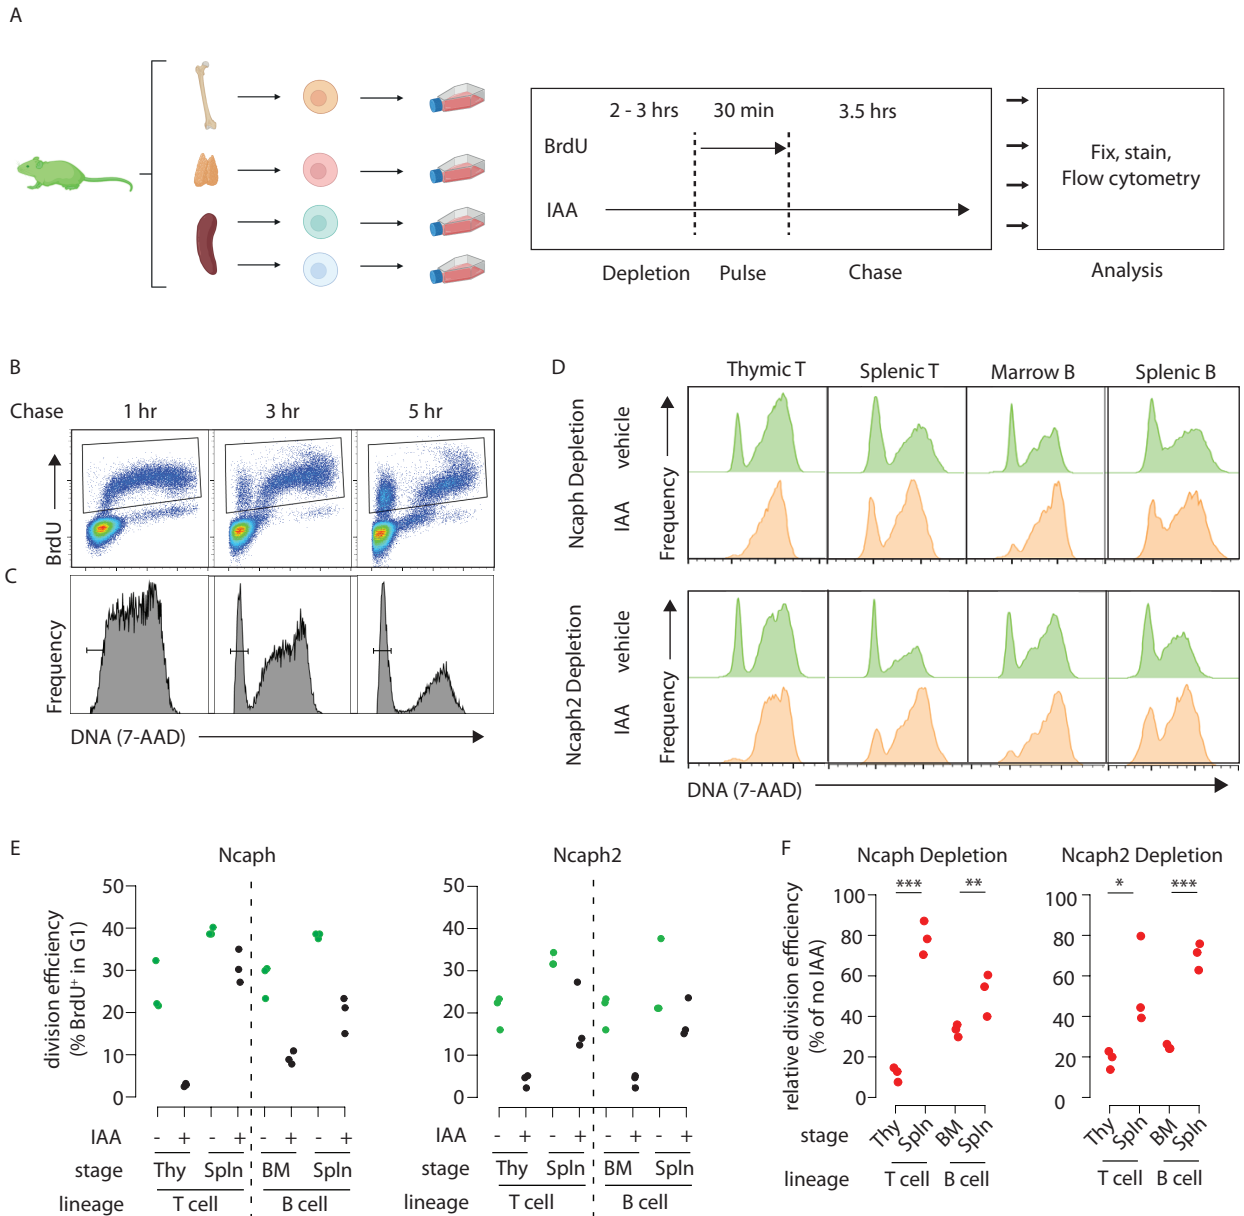 A
2 - 3 hrs 30 min 3.5 hrs
BrdU
IAA
Depletion Pulse Chase
Fix, stain,
Flow cytometry
Analysis
B
Chase 1 hr 3 hr 5 hr
BrdU
C
Frequency
DNA (7-AAD)
D
Thymic T Splenic T Marrow B Splenic B
Ncaph Depletion
vehicle
IAA
Frequency
Ncaph2 Depletion
vehicle
IAA
Frequency
DNA (7-AAD)
E
Ncaph
division efficiency
(% BrdU+ in G1)
50
40
30
20
10
0
IAA - + - + - + - +
stage Thy Spln BM Spln
lineage T cell B cell
Ncaph2
50
40
30
20
10
0
IAA - + - + - + - +
stage Thy Spln BM Spln
lineage T cell B cell
F
Ncaph Depletion
relative division efficiency
(% of no IAA)
100
80
60
40
20
0
*** **
stage Thy Spln BM Spln
lineage T cell B cell
Ncaph2 Depletion
100
80
60
40
20
0
* ***
Thy Spln BM Spln
T cell B cell